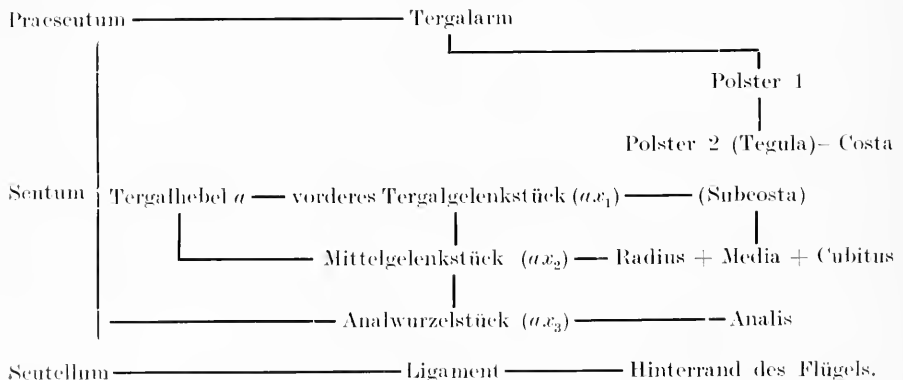 Praescutum — Tergalarm
Polster 1
Polster 2 (Tegula)– Costa
Scutum Tergalhebel a — vorderes Tergalgelenkstück (ax₁) — (Subcosta)
Mittelgelenkstück (ax₂) — Radius + Media + Cubitus
Analwurzelstück (ax₃) — Analis
Scutellum — Ligament — Hinterrand des Flügels.